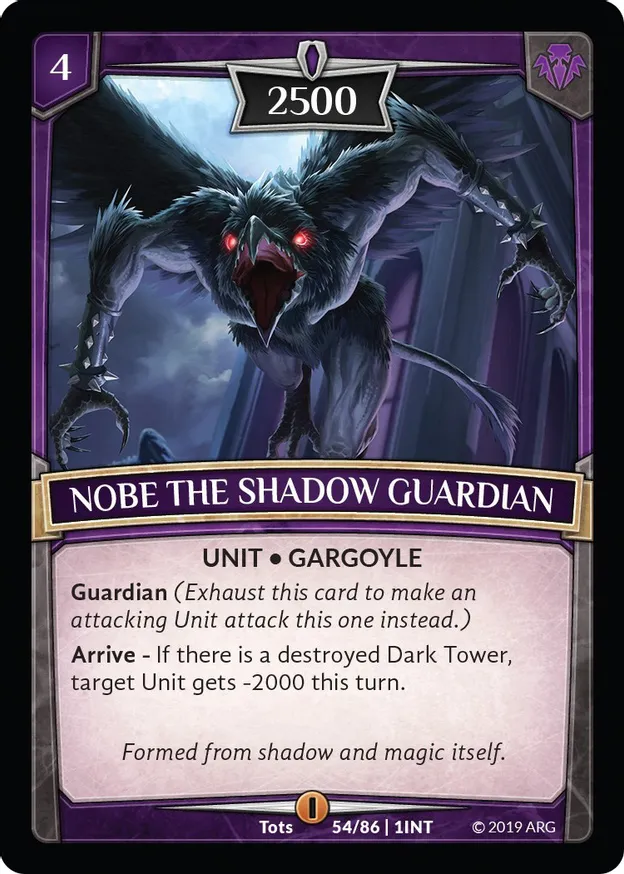 4
2500
NOBE THE SHADOW GUARDIAN
UNIT • GARGOYLE
Guardian (Exhaust this card to make an
attacking Unit attack this one instead.)
Arrive - If there is a destroyed Dark Tower,
target Unit gets -2000 this turn.
Formed from shadow and magic itself.
Tots I 54/86 | 1INT © 2019 ARG